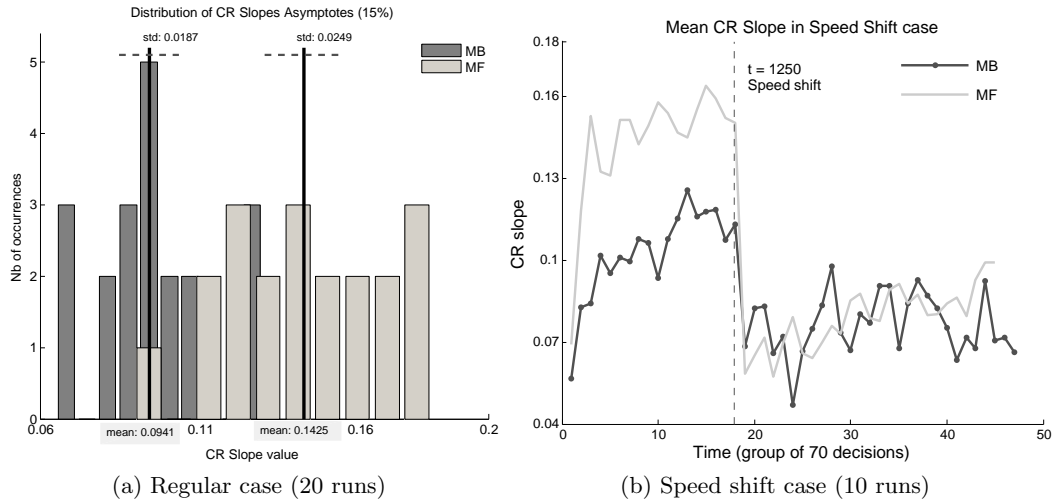 Distribution of CR Slopes Asymptotes (15%)
std: 0.0187
std: 0.0249
MB
MF
5
4
3
2
1
0
Nb of occurrences
0.06
0.11
0.16
0.2
mean: 0.0941
mean: 0.1425
CR Slope value
(a) Regular case (20 runs)
Mean CR Slope in Speed Shift case
0.18
0.16
0.13
0.1
0.07
0.04
CR slope
t = 1250
Speed shift
MB
MF
0
10
20
30
40
50
Time (group of 70 decisions)
(b) Speed shift case (10 runs)